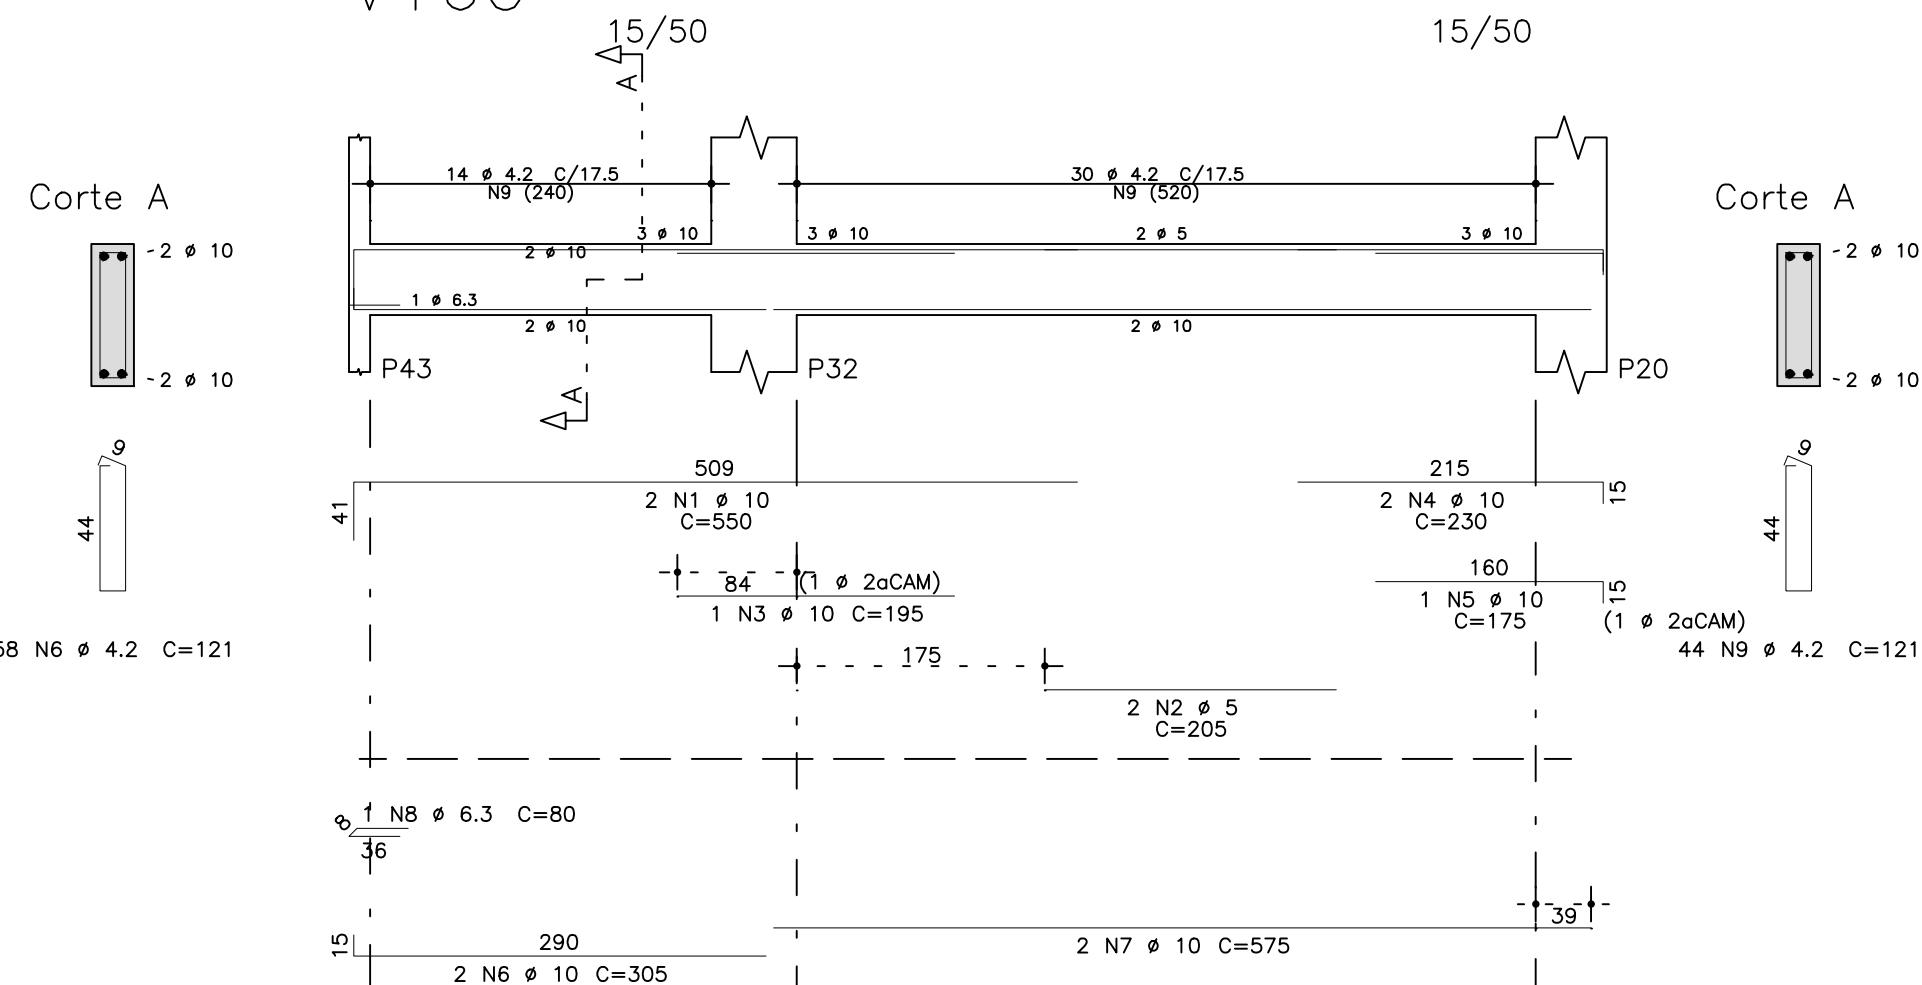 15/50
15/50
A
14 ø 4.2 C/17.5
N9 (240)
30 ø 4.2 C/17.5
N9 (520)
Corte A
Corte A
3 ø 10
3 ø 10
2 ø 5
3 ø 10
-2 ø 10
2 ø 10
-2 ø 10
1 ø 6.3
2 ø 10
2 ø 10
P43
P32
P20
-2 ø 10
-2 ø 10
A
9
9
509
215
41
2 N1 ø 10
C=550
2 N4 ø 10
C=230
15
44
44
84
(1 ø 2aCAM)
1 N3 ø 10 C=195
160
1 N5 ø 10
C=175
15
(1 ø 2aCAM)
58 N6 ø 4.2 C=121
44 N9 ø 4.2 C=121
175
2 N2 ø 5
C=205
1 N8 ø 6.3 C=80
8
36
39
15
290
2 N6 ø 10 C=305
2 N7 ø 10 C=575